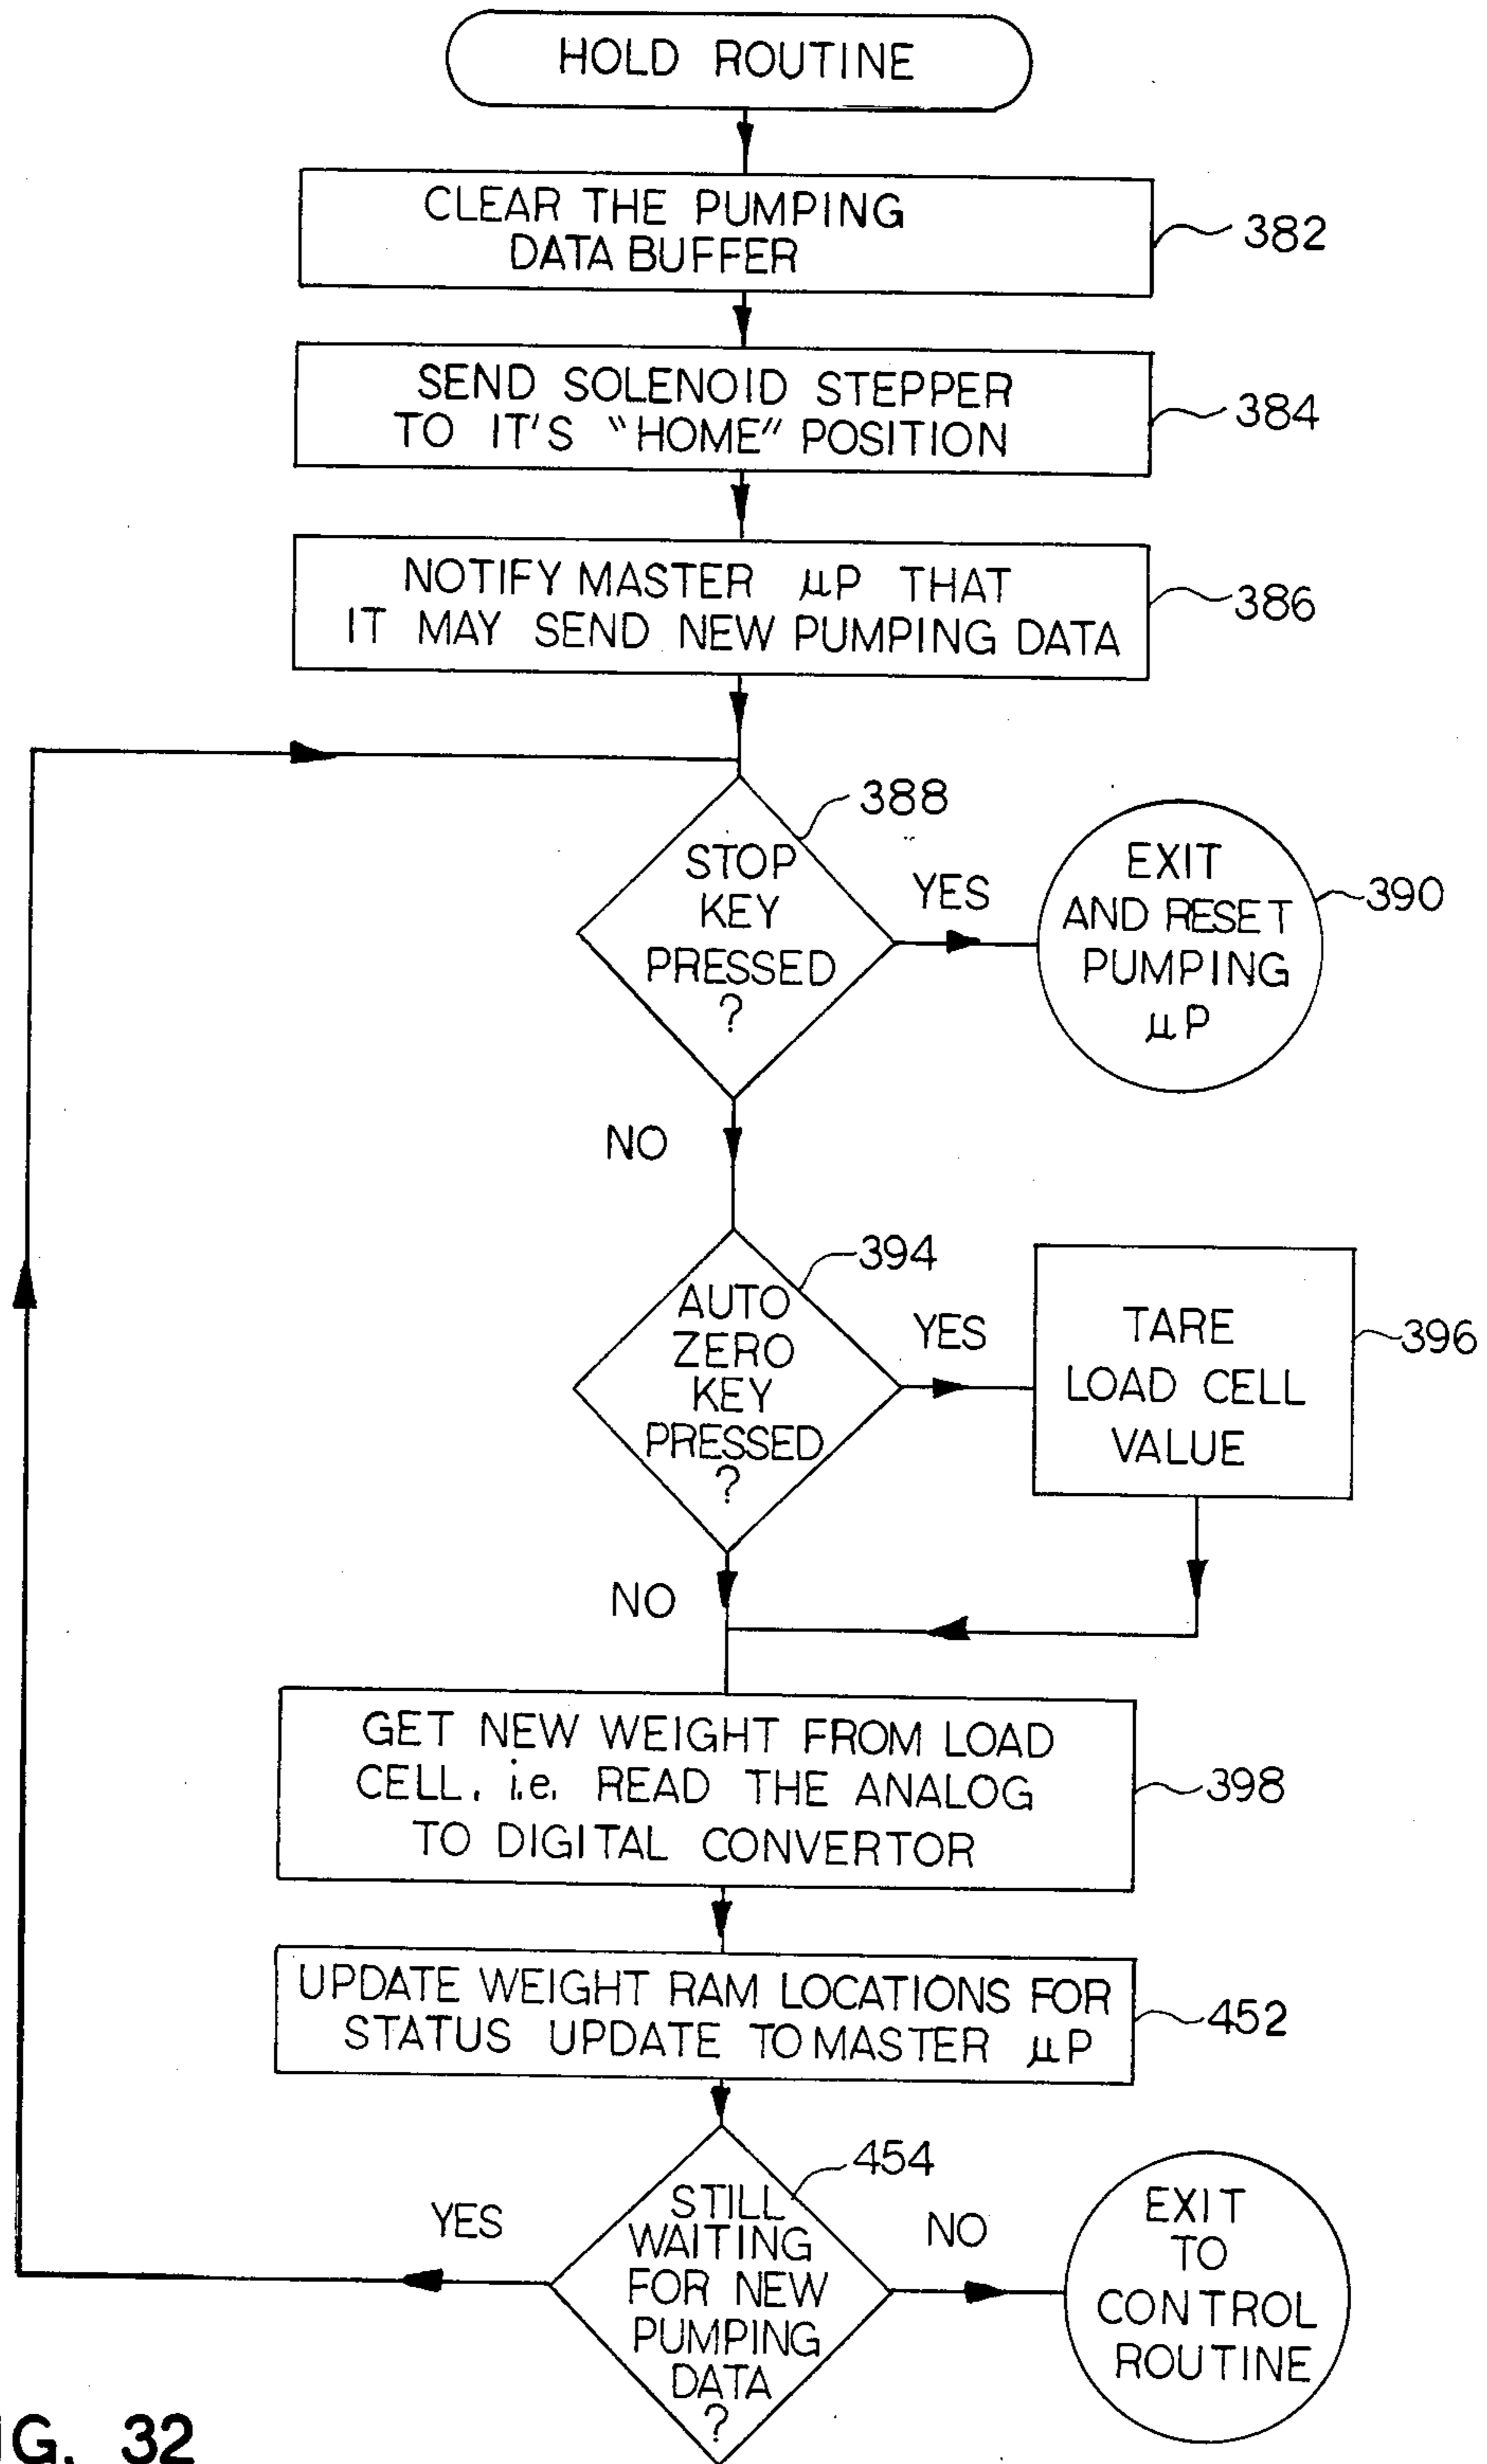 HOLD ROUTINE
CLEAR THE PUMPING
DATA BUFFER
382
SEND SOLENOID STEPPER
TO IT'S "HOME" POSITION
384
NOTIFY MASTER μP THAT
IT MAY SEND NEW PUMPING DATA
386
388
STOP
KEY
PRESSED
?
YES
EXIT
AND RESET
PUMPING
μP
390
NO
394
AUTO
ZERO
KEY
PRESSED
?
YES
TARE
LOAD CELL
VALUE
396
NO
GET NEW WEIGHT FROM LOAD
CELL, i.e. READ THE ANALOG
TO DIGITAL CONVERTOR
398
UPDATE WEIGHT RAM LOCATIONS FOR
STATUS UPDATE TO MASTER μP
452
454
STILL
WAITING
FOR NEW
PUMPING
DATA
?
YES
NO
EXIT
TO
CONTROL
ROUTINE
IG. 32